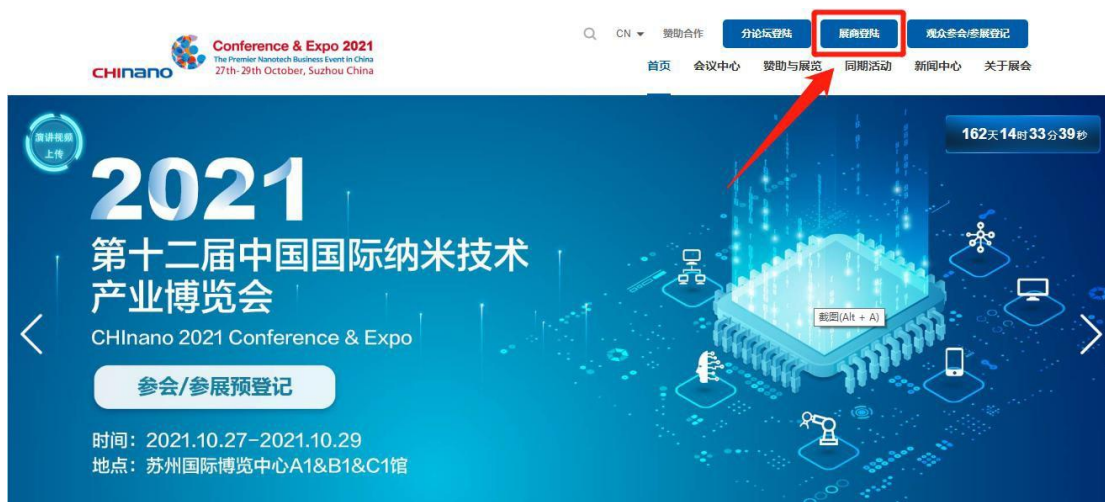 CHInano
Conference & Expo 2021
The Premier Nanotech Business Event in China
27th-29th October, Suzhou China
CN 赞助合作 分论坛登陆 展商登陆 观众参会/参展登记
首页 会议中心 赞助与展览 同期活动 新闻中心 关于展会
演讲视频
上传
162天14时33分39秒
2021
第十二届中国国际纳米技术
产业博览会
CHInano 2021 Conference & Expo
截图(Alt + A)
参会/参展预登记
时间：2021.10.27-2021.10.29
地点：苏州国际博览中心A1&B1&C1馆